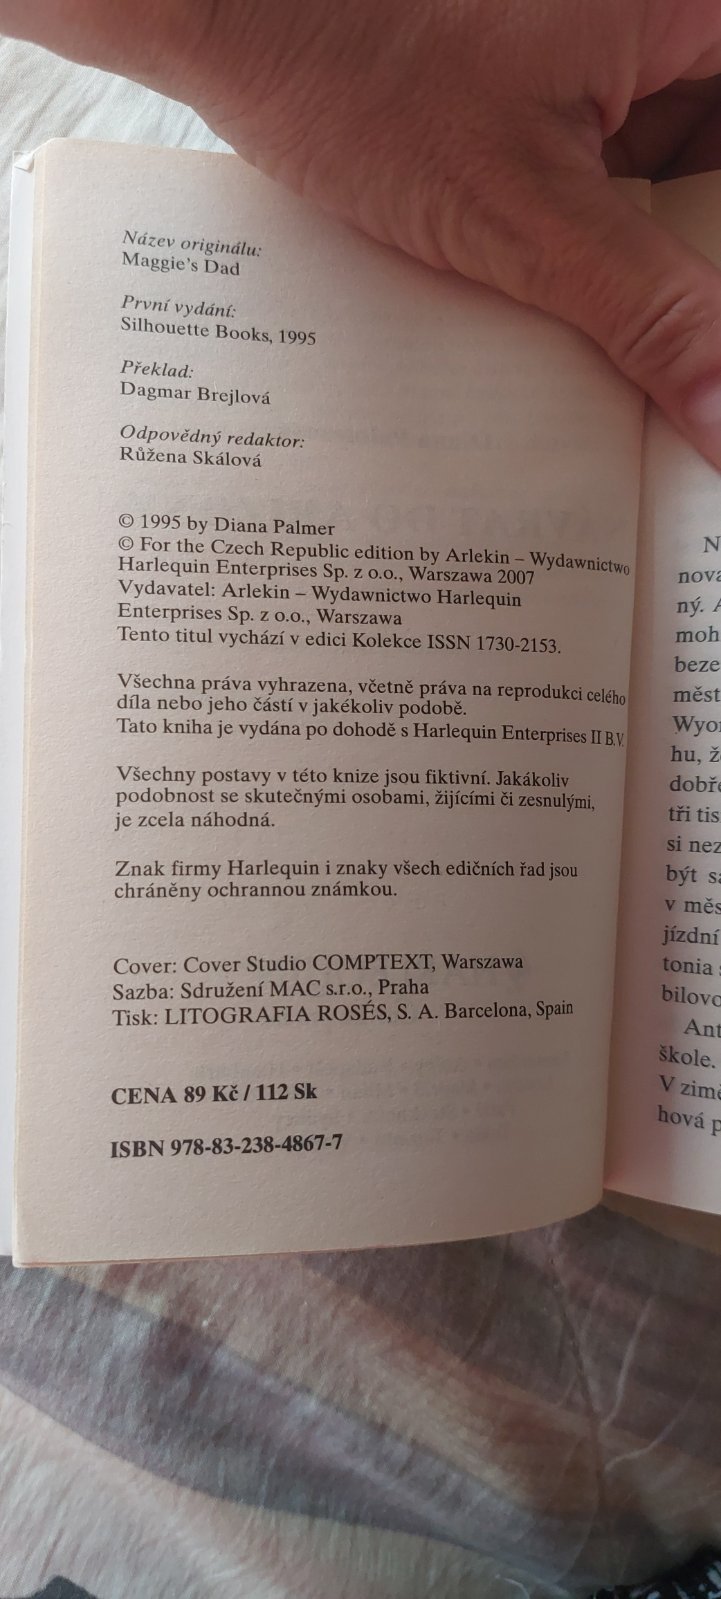 Název originálu:
Maggie's Dad
První vydání:
Silhouette Books, 1995
Překlad:
Dagmar Brejlová
Odpovědný redaktor:
Růžena Skálová
© 1995 by Diana Palmer
© For the Czech Republic edition by Arlekin – Wydawnictwo
Harlequin Enterprises Sp. z o.o., Warszawa 2007
Vydavatel: Arlekin – Wydawnictwo Harlequin
Enterprises Sp. z o.o., Warszawa
Tento titul vychází v edici Kolekce ISSN 1730-2153.
Všechna práva vyhrazena, včetně práva na reprodukci celého
díla nebo jeho částí v jakékoliv podobě.
Tato kniha je vydána po dohodě s Harlequin Enterprises II B.V.
Všechny postavy v této knize jsou fiktivní. Jakákoliv
podobnost se skutečnými osobami, žijícími či zesnulými,
je zcela náhodná.
Znak firmy Harlequin i znaky všech edičních řad jsou
chráněny ochrannou známkou.
Cover: Cover Studio COMPTEXT, Warszawa
Sazba: Sdružení MAC s.r.o., Praha
Tisk: LITOGRAFIA ROSÉS, S. A. Barcelona, Spain
CENA 89 Kč / 112 Sk
ISBN 978-83-238-4867-7
N
nova
ný. A
moh
beze
měst
Wyo
hu, ž
dobře
tři tis
si nez
být sa
v měs
jízdní
tonia s
bilovo
Ant
škole.
V zimě
hová p